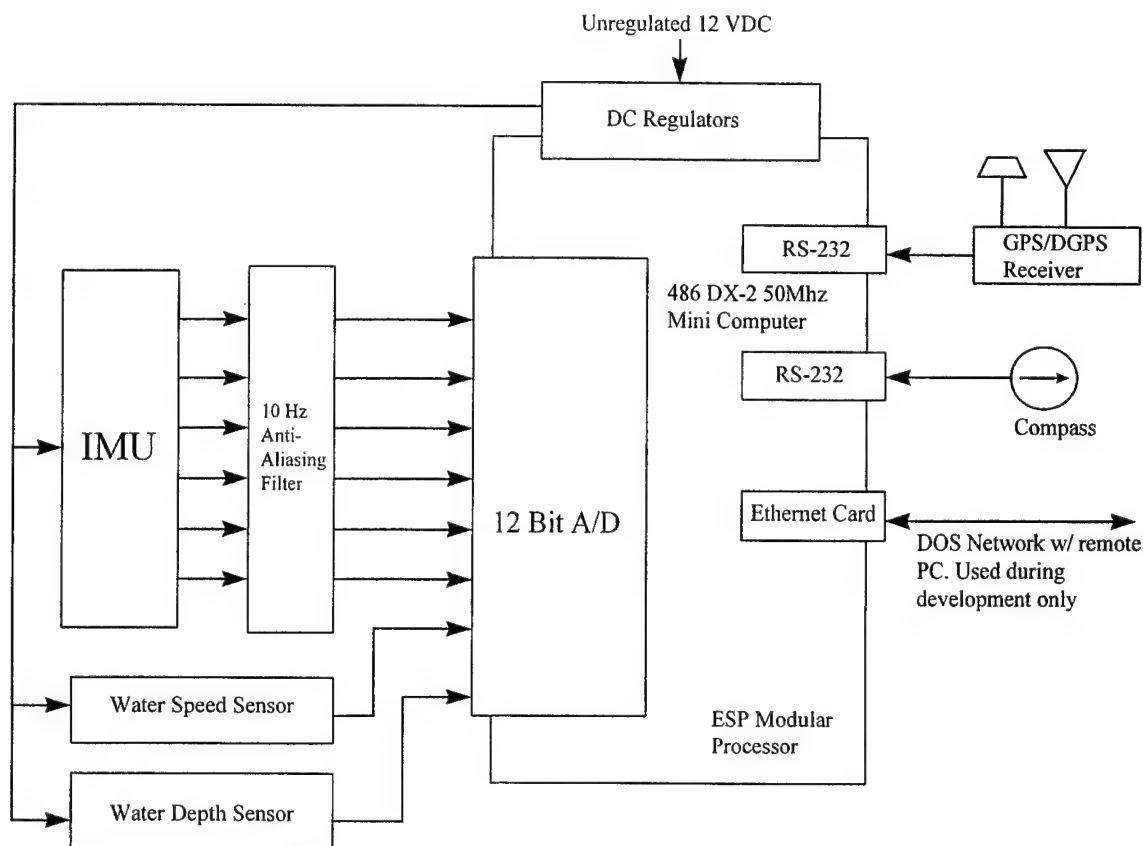 Unregulated 12 VDC
DC Regulators
RS-232
GPS/DGPS
Receiver
486 DX-2 50Mhz
Mini Computer
RS-232
Compass
IMU
10 Hz
Anti-
Aliasing
Filter
12 Bit A/D
Ethernet Card
DOS Network w/ remote
PC. Used during
development only
Water Speed Sensor
ESP Modular
Processor
Water Depth Sensor